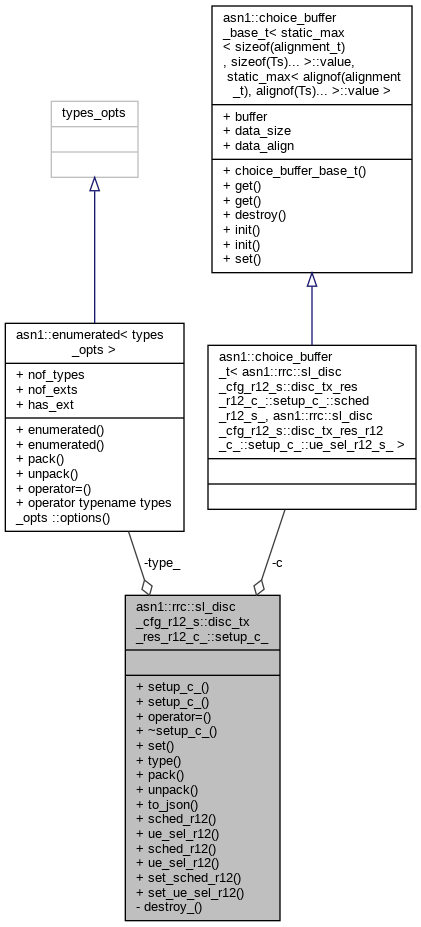 asn1::choice_buffer
_base_t< static_max
< sizeof(alignment_t)
, sizeof(Ts)... >::value,
static_max< alignof(alignment
_t), alignof(Ts)... >::value >
+ buffer
+ data_size
+ data_align
+ choice_buffer_base_t()
+ get()
+ get()
+ destroy()
+ init()
+ init()
+ set()
types_opts
asn1::enumerated< types
_opts >
+ nof_types
+ nof_exts
+ has_ext
+ enumerated()
+ enumerated()
+ pack()
+ unpack()
+ operator=()
+ operator typename types
_opts ::options()
asn1::choice_buffer
_t< asn1::rrc::sl_disc
_cfg_r12_s::disc_tx_res
_r12_c_::setup_c_::sched
_r12_s_, asn1::rrc::sl_disc
_cfg_r12_s::disc_tx_res_r12
_c_::setup_c_::ue_sel_r12_s_ >
-type_
-c
asn1::rrc::sl_disc
_cfg_r12_s::disc_tx
_res_r12_c_::setup_c_
+ setup_c_()
+ setup_c_()
+ operator=()
+ ~setup_c_()
+ set()
+ type()
+ pack()
+ unpack()
+ to_json()
+ sched_r12()
+ ue_sel_r12()
+ sched_r12()
+ ue_sel_r12()
+ set_sched_r12()
+ set_ue_sel_r12()
- destroy_()